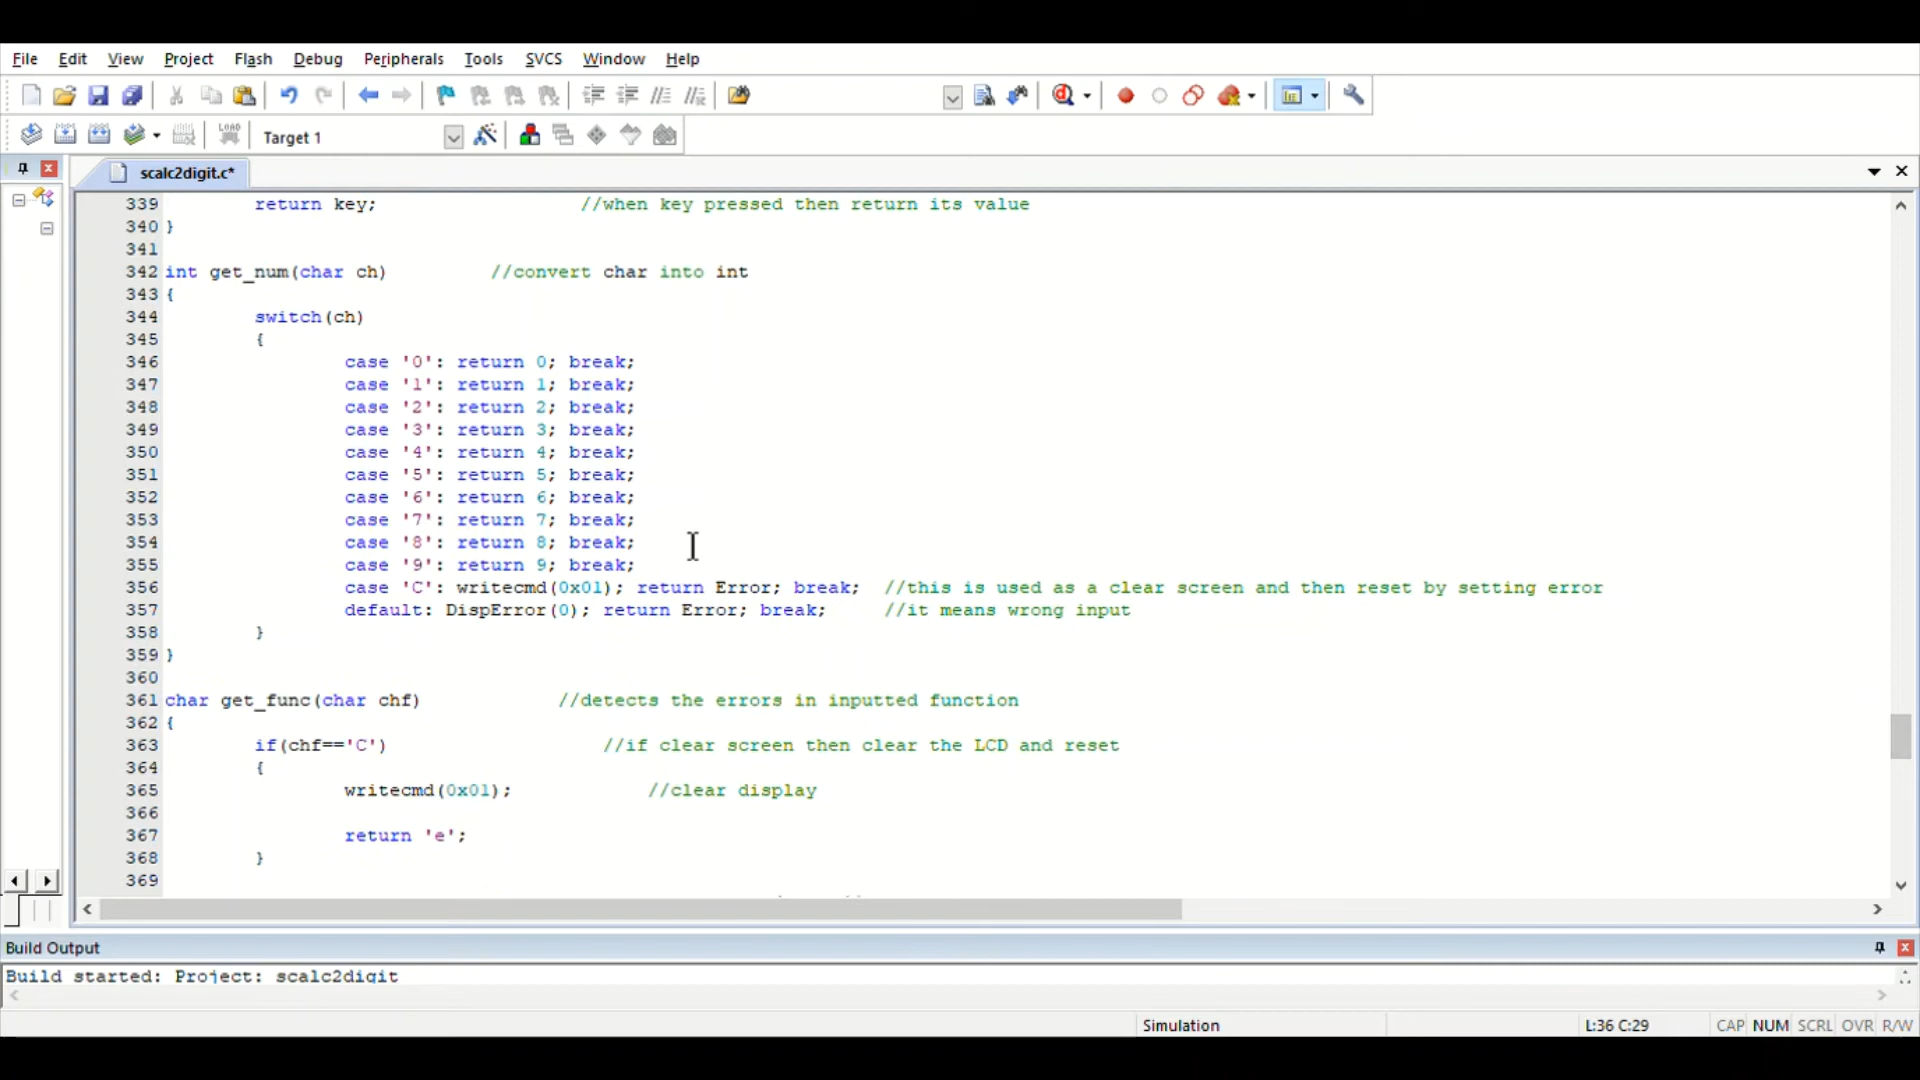 File Edit View Project Flash Debug Peripherals Tools SVCS Window Help
LOAD Target 1
scalc2digit.c*
339 return key; //when key pressed then return its value
340 }
341
342 int get_num(char ch) //convert char into int
343 {
344 switch(ch)
345 {
346 case '0': return 0; break;
347 case '1': return 1; break;
348 case '2': return 2; break;
349 case '3': return 3; break;
350 case '4': return 4; break;
351 case '5': return 5; break;
352 case '6': return 6; break;
353 case '7': return 7; break;
354 case '8': return 8; break;
355 case '9': return 9; break;
356 case 'C': writecmd(0x01); return Error; break; //this is used as a clear screen and then reset by setting error
357 default: DispError(0); return Error; break; //it means wrong input
358 }
359 }
360
361 char get_func(char chf) //detects the errors in inputted function
362 {
363 if(chf=='C') //if clear screen then clear the LCD and reset
364 {
365 writecmd(0x01); //clear display
366
367 return 'e';
368 }
369
Build Output
Build started: Project: scalc2digit
Simulation L:36 C:29 CAP NUM SCRL OVR R/W